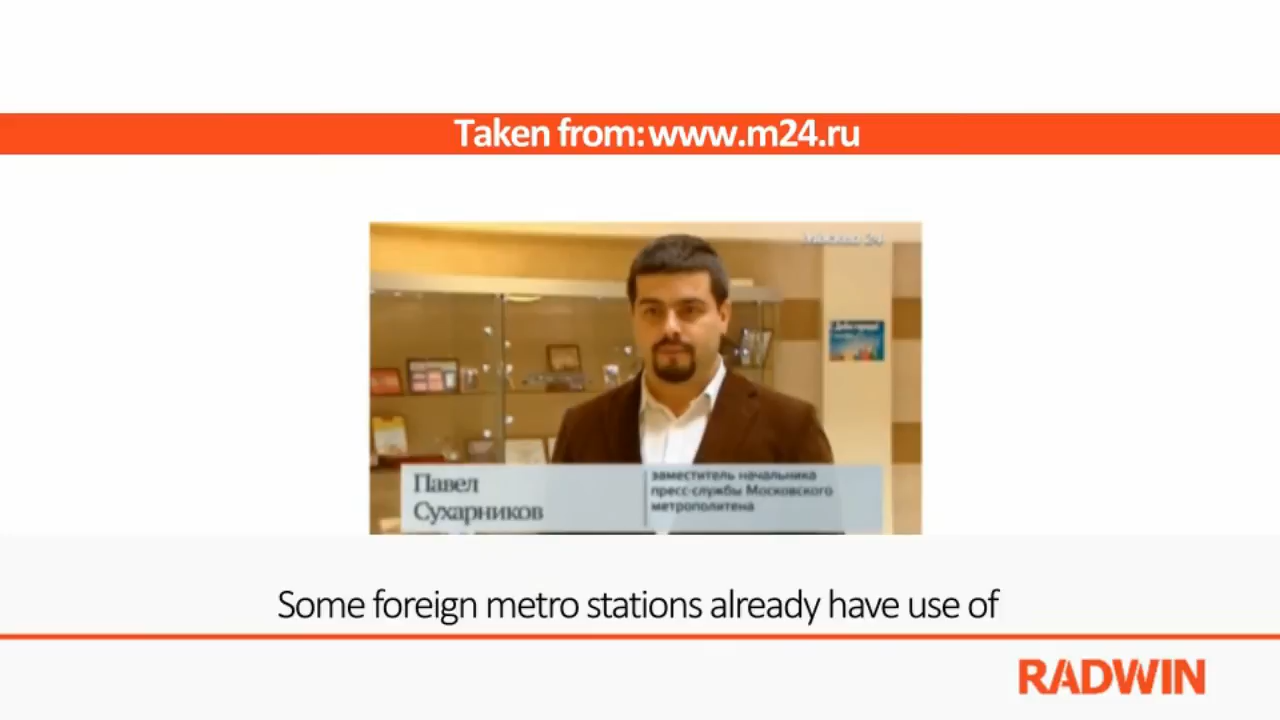 Taken from: www.m24.ru
Павел
Сухарников
заместитель начальника
пресс-службы Московского
метрополитена
Some foreign metro stations already have use of
RADWIN